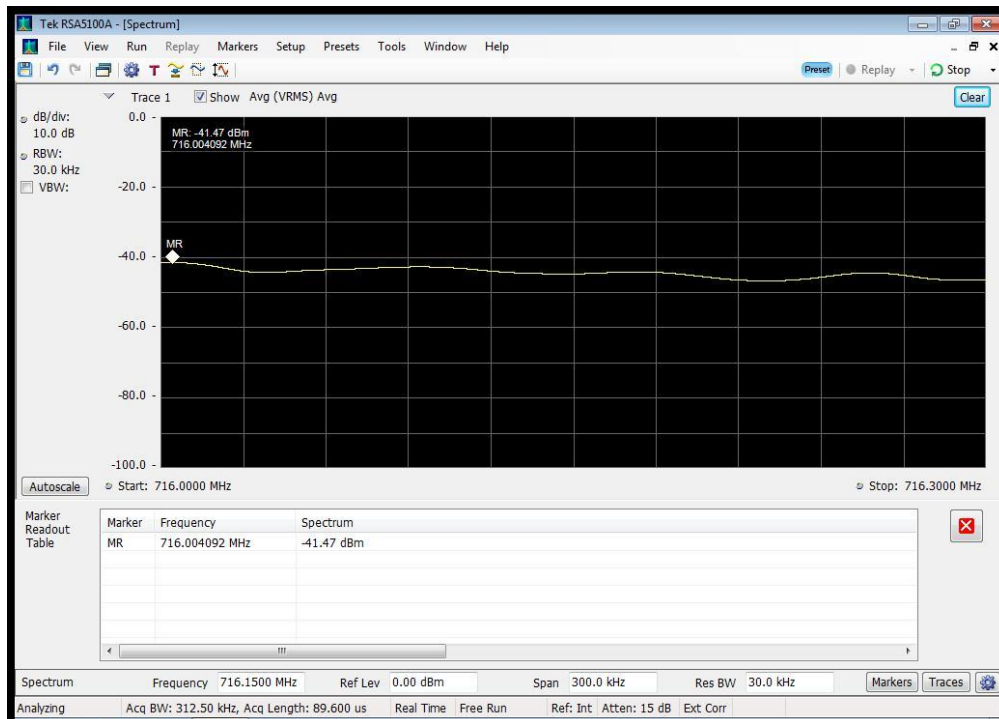 Tek RSA5100A - [Spectrum]
File View Run Replay Markers Setup Presets Tools Window Help
T Preset Replay Stop
Trace 1 Show Avg (VRMS) Avg Clear
dB/div:
10.0 dB
RBW:
30.0 kHz
VBW:
0.0
MR: -41.47 dBm
716.004092 MHz
-20.0
MR
-40.0
-60.0
-80.0
-100.0
Autoscale Start: 716.0000 MHz Stop: 716.3000 MHz
Marker
Readout
Table
Marker Frequency Spectrum
MR 716.004092 MHz -41.47 dBm
Spectrum Frequency 716.1500 MHz Ref Lev 0.00 dBm Span 300.0 kHz Res BW 30.0 kHz Markers Traces
Analyzing Acq BW: 312.50 kHz, Acq Length: 89.600 us Real Time Free Run Ref: Int Atten: 15 dB Ext Corr